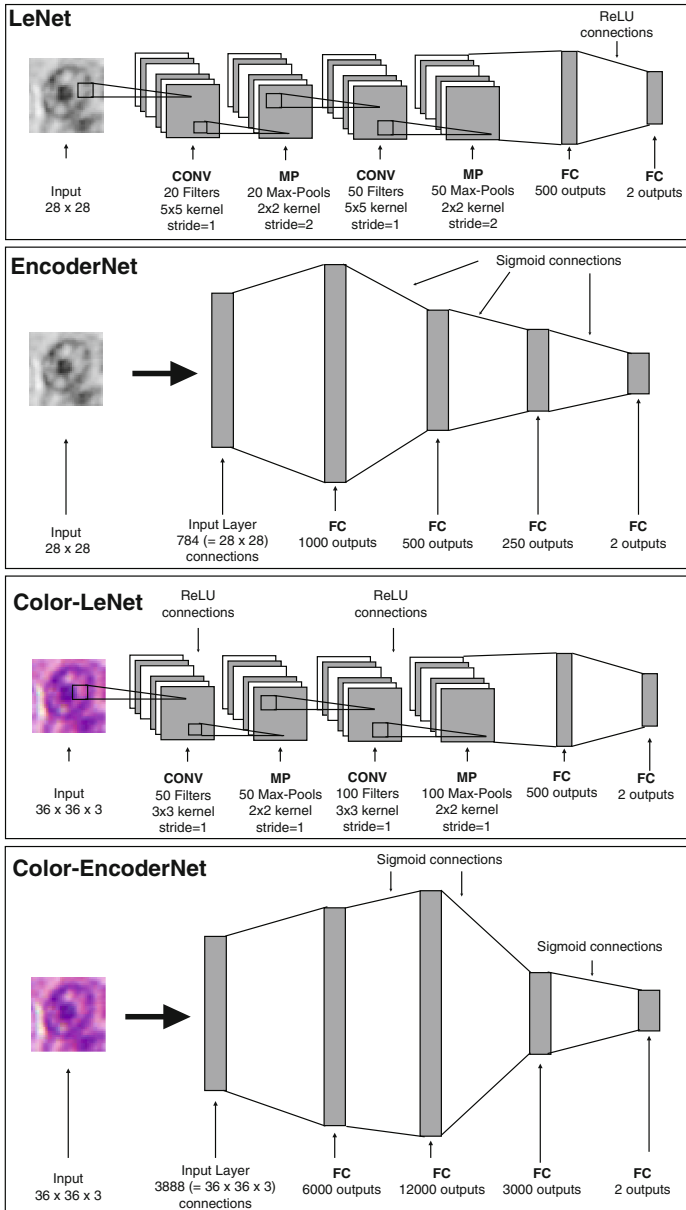 LeNet
ReLU
connections
Input
28 x 28
CONV
20 Filters
5x5 kernel
stride=1
MP
20 Max-Pools
2x2 kernel
stride=2
CONV
50 Filters
5x5 kernel
stride=1
MP
50 Max-Pools
2x2 kernel
stride=2
FC
500 outputs
FC
2 outputs
EncoderNet
Sigmoid connections
Input
28 x 28
Input Layer
784 (= 28 x 28)
connections
FC
1000 outputs
FC
500 outputs
FC
250 outputs
FC
2 outputs
Color-LeNet
ReLU
connections
ReLU
connections
Input
36 x 36 x 3
CONV
50 Filters
3x3 kernel
stride=1
MP
50 Max-Pools
2x2 kernel
stride=1
CONV
100 Filters
3x3 kernel
stride=1
MP
100 Max-Pools
2x2 kernel
stride=1
FC
500 outputs
FC
2 outputs
Color-EncoderNet
Sigmoid connections
Sigmoid connections
Input
36 x 36 x 3
Input Layer
3888 (= 36 x 36 x 3)
connections
FC
6000 outputs
FC
12000 outputs
FC
3000 outputs
FC
2 outputs